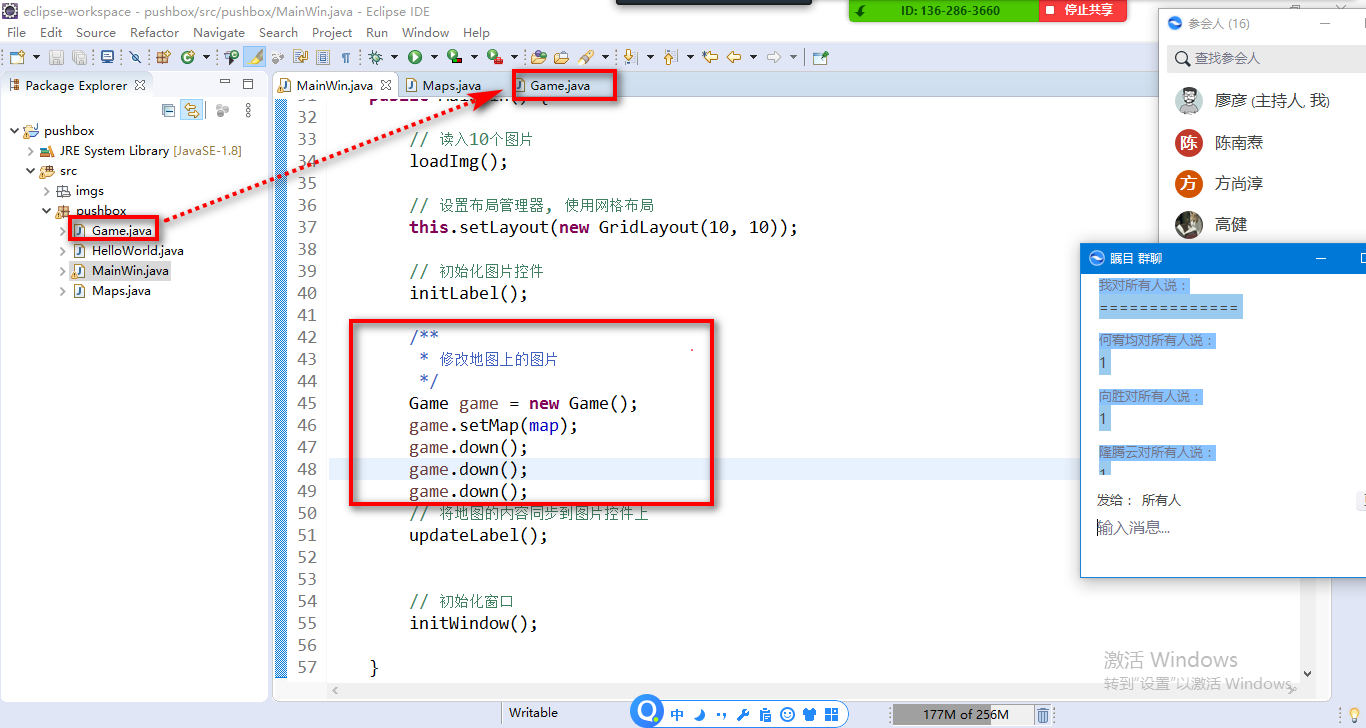 eclipse-workspace - pushbox/src/pushbox/MainWin.java - Eclipse IDE
File Edit Source Refactor Navigate Search Project Run Window Help
ID: 136-286-3660 停止共享
参会人 (16)
查找参会人
廖彦 (主持人, 我)
陈 陈南焘
方 方尚淳
高健
Package Explorer
pushbox
JRE System Library [JavaSE-1.8]
src
imgs
pushbox
Game.java
HelloWorld.java
MainWin.java
Maps.java
MainWin.java Maps.java Game.java
32
33 // 读入10个图片
34 loadImg();
35
36 // 设置布局管理器, 使用网格布局
37 this.setLayout(new GridLayout(10, 10));
38
39 // 初始化图片控件
40 initLabel();
41
42 /**
43 * 修改地图上的图片
44 */
45 Game game = new Game();
46 game.setMap(map);
47 game.down();
48 game.down();
49 game.down();
50 // 将地图的内容同步到图片控件上
51 updateLabel();
52
53
54 // 初始化窗口
55 initWindow();
56
57 }
瞩目 群聊
我对所有人说：
==============
何宥均对所有人说：
1
向胜对所有人说：
1
隆腾云对所有人说：
1
发给： 所有人
输入消息...
激活 Windows
转到"设置"以激活 Windows。
Writable
中
177M of 256M